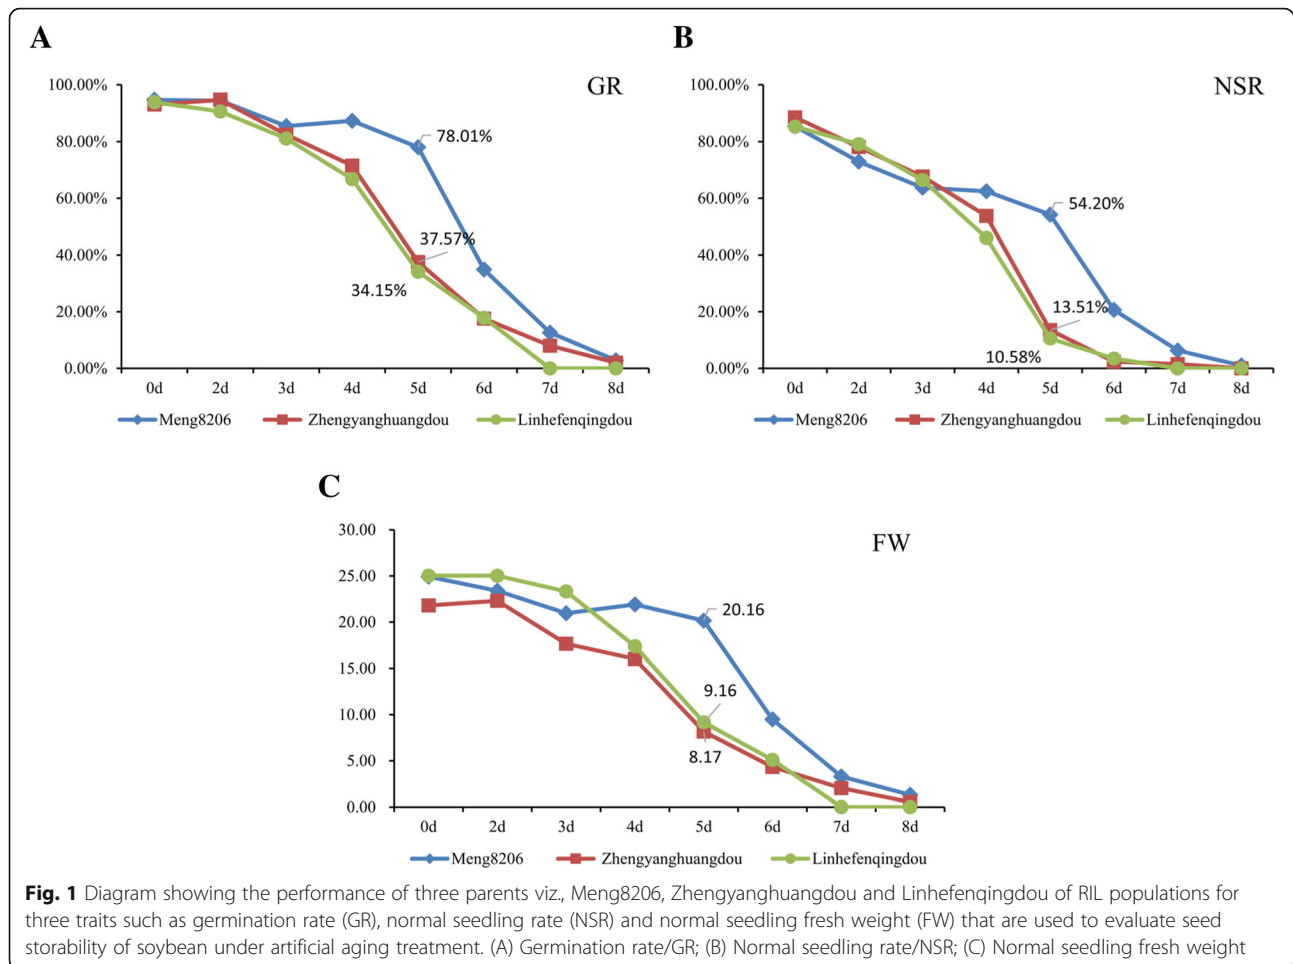 A
GR
100.00%
80.00%
60.00%
40.00%
20.00%
0.00%
78.01%
37.57%
34.15%
0d 2d 3d 4d 5d 6d 7d 8d
Meng8206 Zhengyanghuangdou Linhefenqingdou
B
NSR
100.00%
80.00%
60.00%
40.00%
20.00%
0.00%
54.20%
13.51%
10.58%
0d 2d 3d 4d 5d 6d 7d 8d
Meng8206 Zhengyanghuangdou Linhefenqingdou
C
FW
30.00
25.00
20.00
15.00
10.00
5.00
0.00
20.16
9.16
8.17
0d 2d 3d 4d 5d 6d 7d 8d
Meng8206 Zhengyanghuangdou Linhefenqingdou
Fig. 1 Diagram showing the performance of three parents viz., Meng8206, Zhengyanghuangdou and Linhefenqingdou of RIL populations for
three traits such as germination rate (GR), normal seedling rate (NSR) and normal seedling fresh weight (FW) that are used to evaluate seed
storability of soybean under artificial aging treatment. (A) Germination rate/GR; (B) Normal seedling rate/NSR; (C) Normal seedling fresh weight